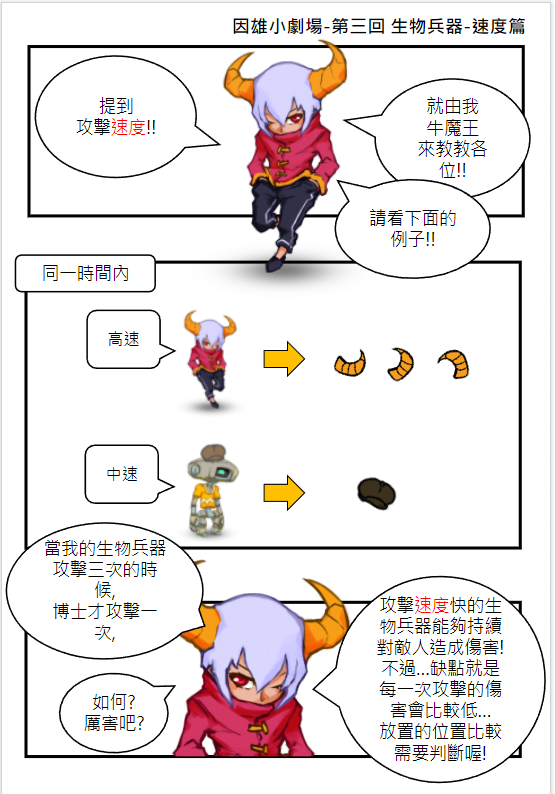 因雄小劇場-第三回 生物兵器-速度篇
提到
攻擊速度!!
就由我
牛魔王
來教教各
位!!
請看下面的
例子!!
同一時間內
高速
中速
當我的生物兵器
攻擊三次的時
候,
博士才攻擊一
次,
如何?
厲害吧?
攻擊速度快的生
物兵器能夠持續
對敵人造成傷害!
不過...缺點就是
每一次攻擊的傷
害會比較低...
放置的位置比較
需要判斷喔!